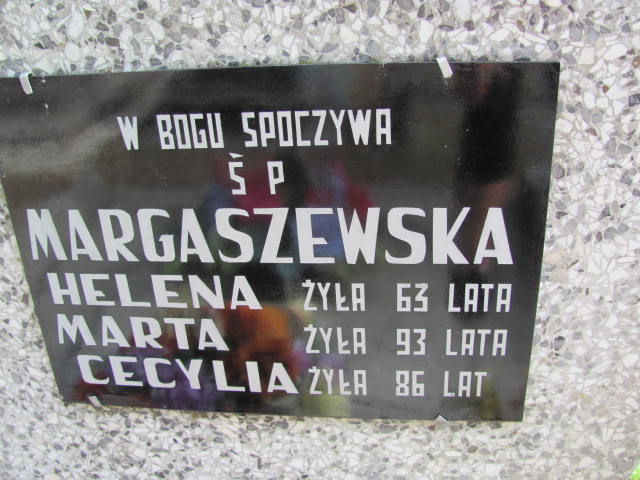 W BOGU SPOCZYWA
Ś P
MARGASZEWSKA
HELENA ŻYŁA 63 LATA
MARTA ŻYŁA 93 LATA
CECYLIA ŻYŁA 86 LAT